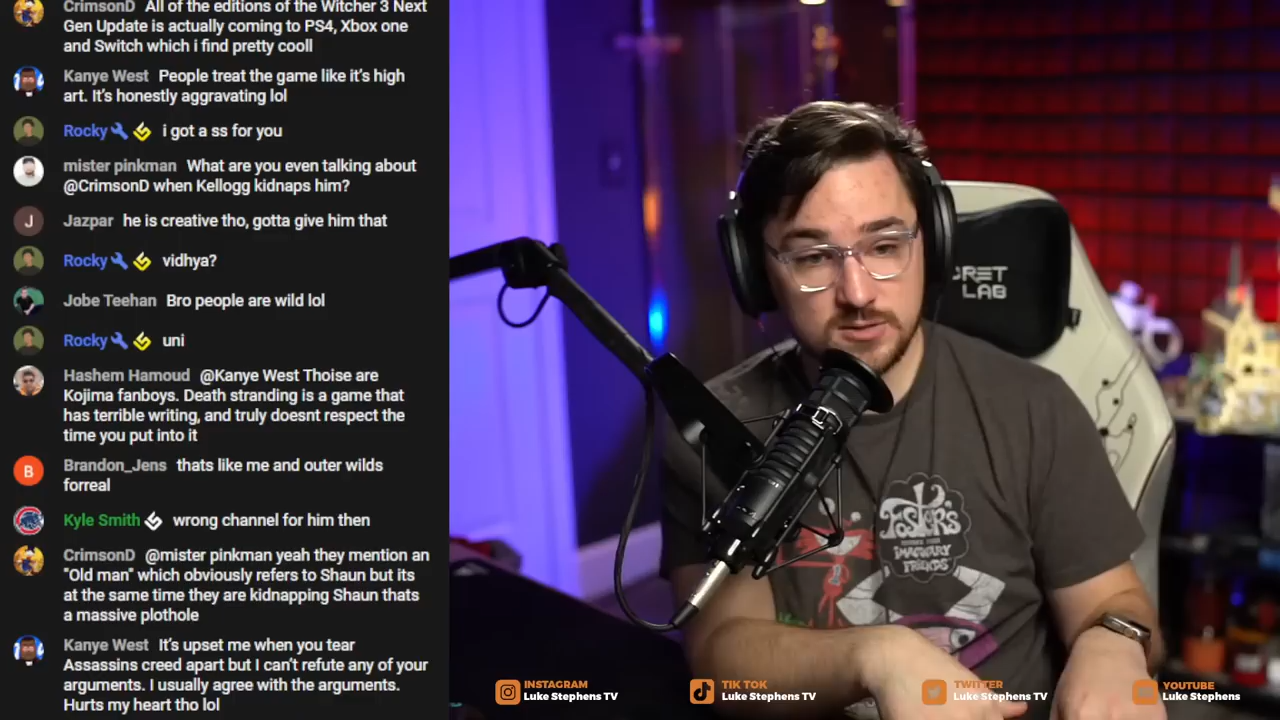 CrimsonD All of the editions of the Witcher 3 Next
Gen Update is actually coming to PS4, Xbox one
and Switch which i find pretty cooll
Kanye West People treat the game like it's high
art. It's honestly aggravating lol
Rocky i got a ss for you
mister pinkman What are you even talking about
@CrimsonD when Kellogg kidnaps him?
J Jazpar he is creative tho, gotta give him that
Rocky vidhya?
Jobe Teehan Bro people are wild lol
Rocky uni
Hashem Hamoud @Kanye West Thoise are
Kojima fanboys. Death stranding is a game that
has terrible writing, and truly doesnt respect the
time you put into it
B Brandon_Jens thats like me and outer wilds
forreal
Kyle Smith wrong channel for him then
CrimsonD @mister pinkman yeah they mention an
"Old man" which obviously refers to Shaun but its
at the same time they are kidnapping Shaun thats
a massive plothole
Kanye West It's upset me when you tear
Assassins creed apart but I can't refute any of your
arguments. I usually agree with the arguments.
Hurts my heart tho lol
RET
LAB
Foster's
IMAGINARY
FRIENDS
INSTAGRAM
Luke Stephens TV
TIK TOK
Luke Stephens TV
TWITTER
Luke Stephens TV
YOUTUBE
Luke Stephens TV